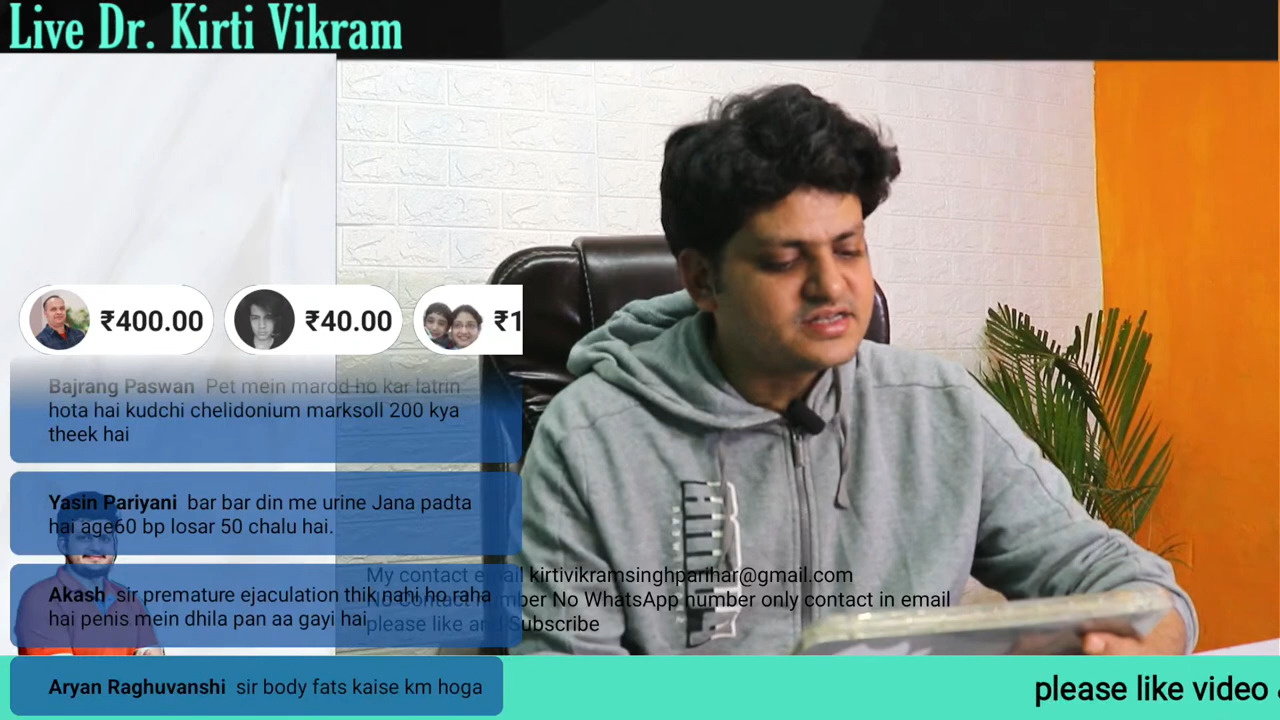 Live Dr. Kirti Vikram
₹400.00
₹40.00
₹1
Bajrang Paswan Pet mein marod ho kar latrin
hota hai kudchi chelidonium marksoll 200 kya
theek hai
Yasin Pariyani bar bar din me urine Jana padta
hai age60 bp losar 50 chalu hai.
Akash sir premature ejaculation thik nahi ho raha
hai penis mein dhila pan aa gayi hai
Aryan Raghuvanshi sir body fats kaise km hoga
My contact email kirtivikramsinghparihar@gmail.com
No Contact number No WhatsApp number only contact in email
please like and Subscribe
please like video